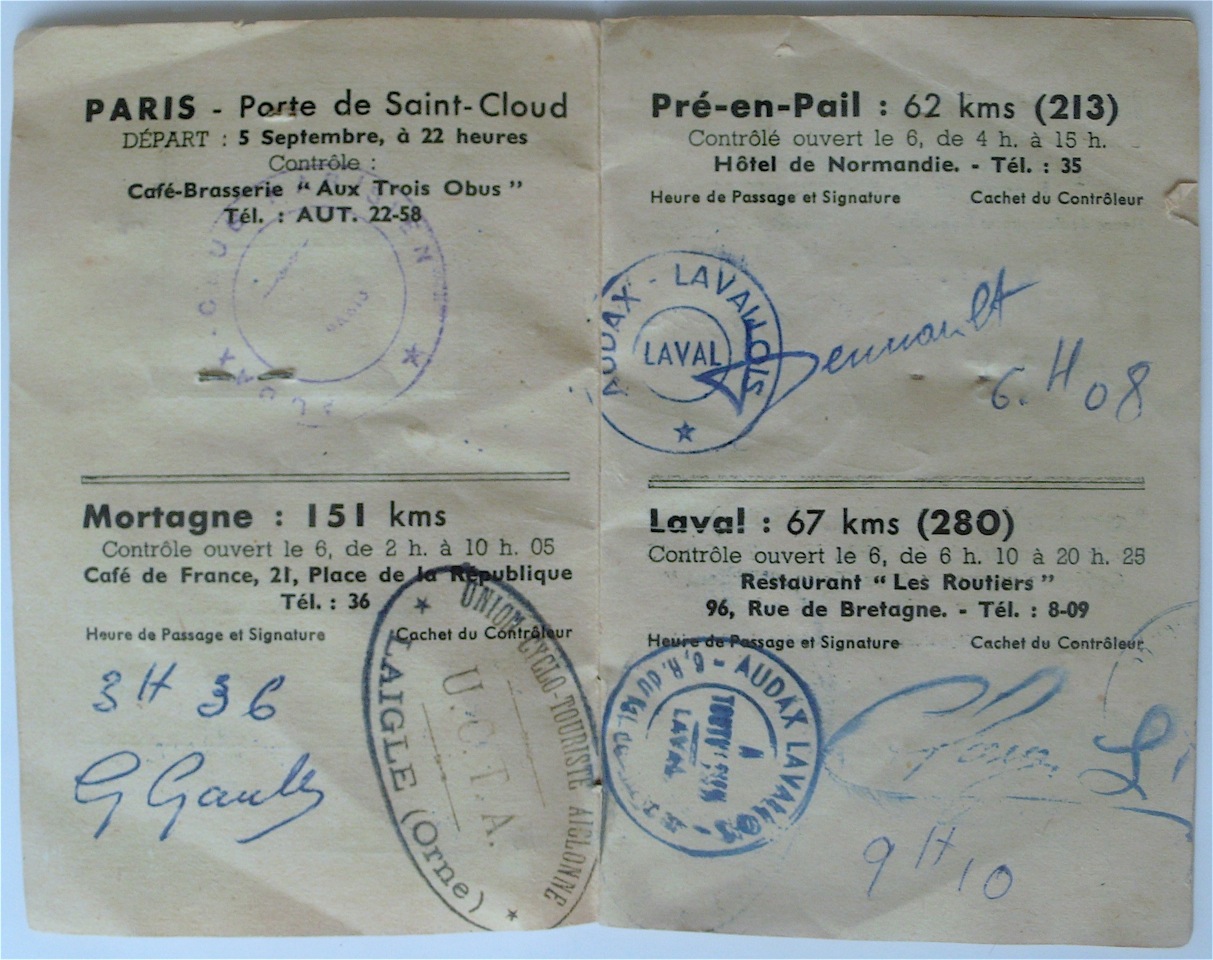 PARIS - Porte de Saint-Cloud
DÉPART : 5 Septembre, à 22 heures
Contrôle :
Café-Brasserie “ Aux Trois Obus ”
Tél. : AUT. 22-58
PARIS
Mortagne : 151 kms
Contrôle ouvert le 6, de 2 h. à 10 h. 05
Café de France, 21, Place de la République
Tél. : 36
Heure de Passage et Signature Cachet du Contrôleur
3 H 36
G Gault
UNION CYCLO-TOURISTE AIGLONNE
U. C. T. A.
LAIGLE (Orne)
Pré-en-Pail : 62 kms (213)
Contrôlé ouvert le 6, de 4 h. à 15 h.
Hôtel de Normandie. - Tél. : 35
Heure de Passage et Signature Cachet du Contrôleur
AUDAX - LAVALLOIS
LAVAL
6. H 08
Laval : 67 kms (280)
Contrôle ouvert le 6, de 6 h. 10 à 20 h. 25
Restaurant “ Les Routiers ”
96, Rue de Bretagne. - Tél. : 8-09
Heure de Passage et Signature Cachet du Contrôleur
AUDAX LAVALLOIS
A
LAVAL
9 H 10